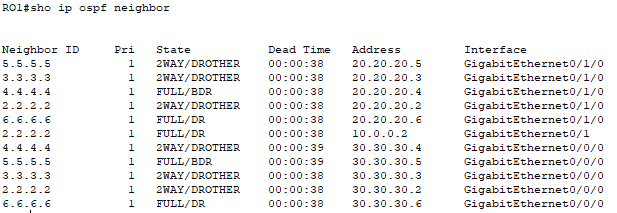 RO1#sho ip ospf neighbor
Neighbor ID Pri State Dead Time Address Interface
5.5.5.5 1 2WAY/DROTHER 00:00:38 20.20.20.5 GigabitEthernet0/1/0
3.3.3.3 1 2WAY/DROTHER 00:00:38 20.20.20.3 GigabitEthernet0/1/0
4.4.4.4 1 FULL/BDR 00:00:38 20.20.20.4 GigabitEthernet0/1/0
2.2.2.2 1 2WAY/DROTHER 00:00:38 20.20.20.2 GigabitEthernet0/1/0
6.6.6.6 1 FULL/DR 00:00:38 20.20.20.6 GigabitEthernet0/1/0
2.2.2.2 1 FULL/DR 00:00:38 10.0.0.2 GigabitEthernet0/1
4.4.4.4 1 2WAY/DROTHER 00:00:39 30.30.30.4 GigabitEthernet0/0/0
5.5.5.5 1 FULL/BDR 00:00:39 30.30.30.5 GigabitEthernet0/0/0
3.3.3.3 1 2WAY/DROTHER 00:00:38 30.30.30.3 GigabitEthernet0/0/0
2.2.2.2 1 2WAY/DROTHER 00:00:38 30.30.30.2 GigabitEthernet0/0/0
6.6.6.6 1 FULL/DR 00:00:38 30.30.30.6 GigabitEthernet0/0/0